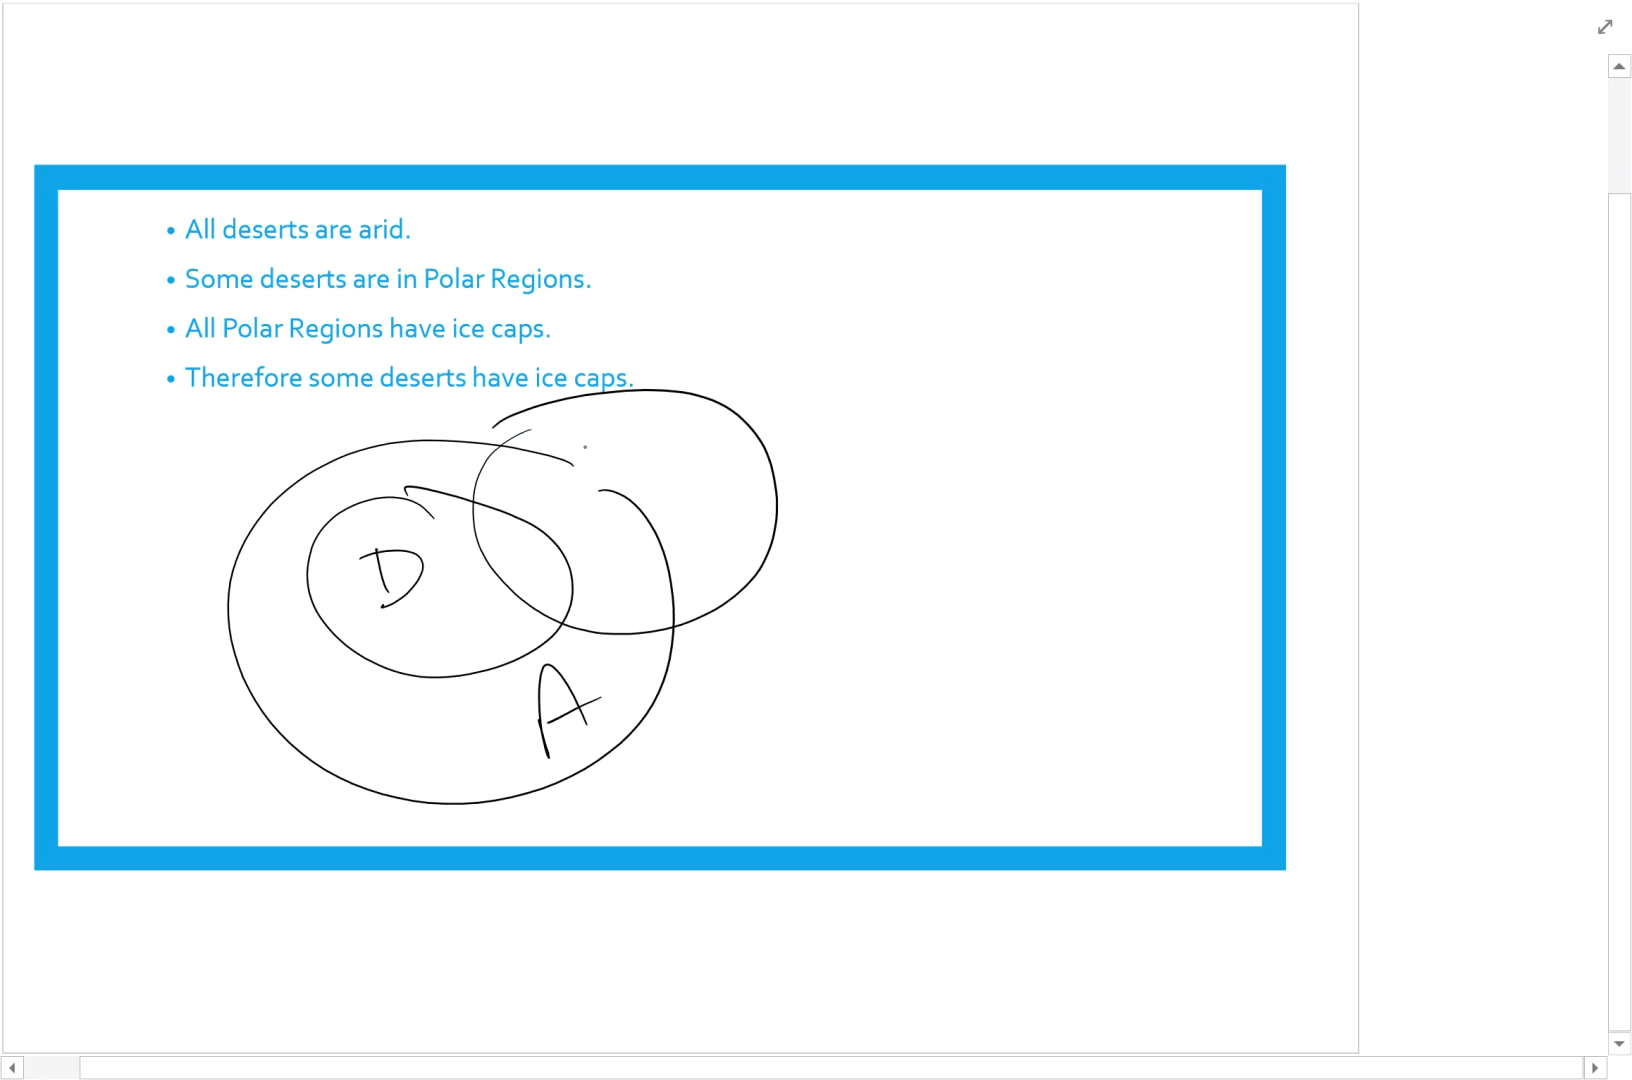 • All deserts are arid.
• Some deserts are in Polar Regions.
• All Polar Regions have ice caps.
• Therefore some deserts have ice caps.
D
A